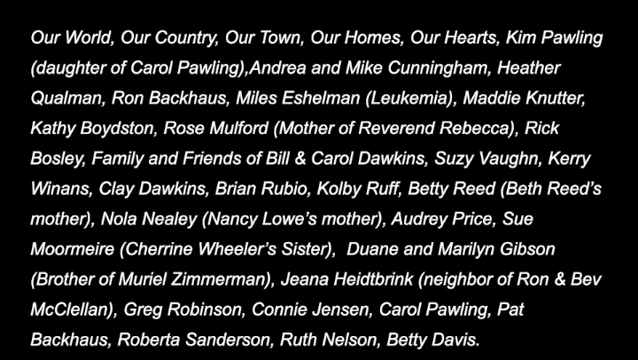 Our World, Our Country, Our Town, Our Homes, Our Hearts, Kim Pawling
(daughter of Carol Pawling),Andrea and Mike Cunningham, Heather
Qualman, Ron Backhaus, Miles Eshelman (Leukemia), Maddie Knutter,
Kathy Boydston, Rose Mulford (Mother of Reverend Rebecca), Rick
Bosley, Family and Friends of Bill & Carol Dawkins, Suzy Vaughn, Kerry
Winans, Clay Dawkins, Brian Rubio, Kolby Ruff, Betty Reed (Beth Reed’s
mother), Nola Nealey (Nancy Lowe’s mother), Audrey Price, Sue
Moormeire (Cherrine Wheeler’s Sister),  Duane and Marilyn Gibson
(Brother of Muriel Zimmerman), Jeana Heidtbrink (neighbor of Ron & Bev
McClellan), Greg Robinson, Connie Jensen, Carol Pawling, Pat
Backhaus, Roberta Sanderson, Ruth Nelson, Betty Davis.